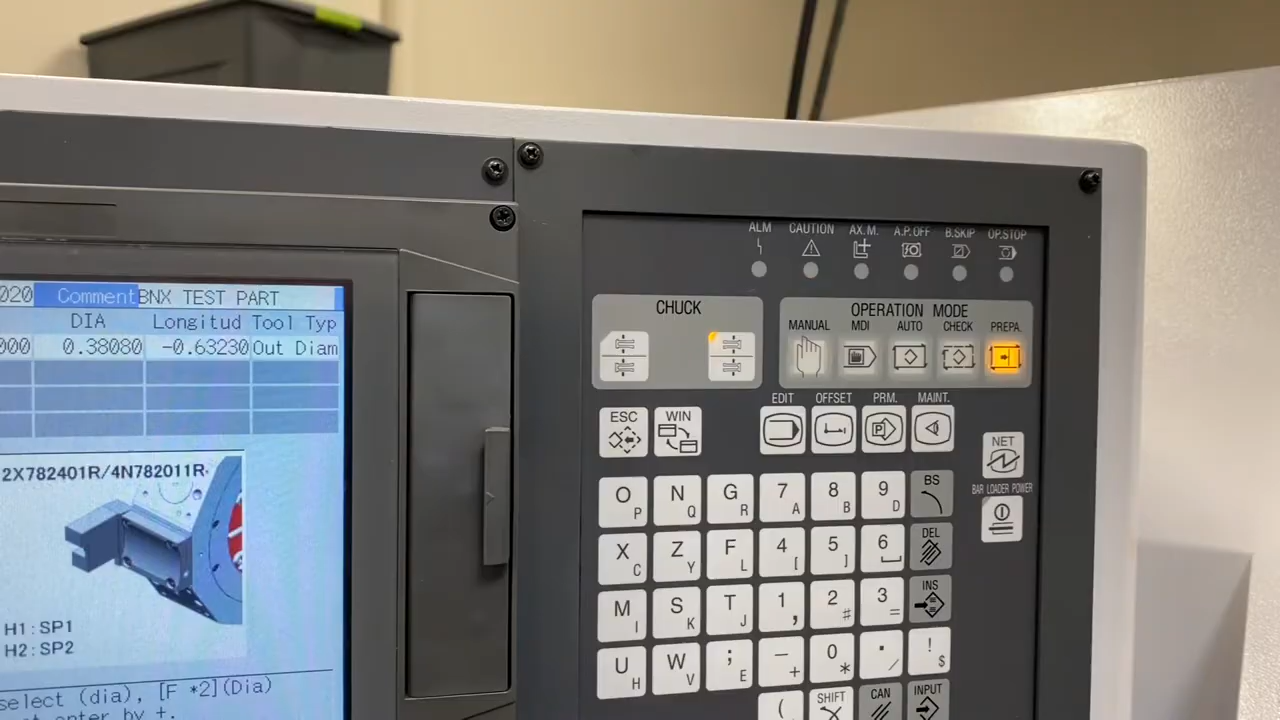 020 Comment BNX TEST PART
DIA Longitud Tool Typ
000 0.38080 -0.63230 Out Diam
2X782401R/4N782011R
H1:SP1
H2:SP2
select (dia), [F *2](Dia)
enter by +.
ALM CAUTION AX.M. A.P.OFF B.SKIP OP.STOP
CHUCK
OPERATION MODE
MANUAL MDI AUTO CHECK PREPA.
EDIT OFFSET PRM. MAINT.
ESC WIN
NET
BAR LOADER POWER
O P N Q G R 7 A 8 B 9 D BS
X C Z Y F L 4 [ 5 ] 6 DEL
M I S K T J 1 , 2 # 3 = INS
U H W V ; E - + 0 * . / ! $
( SHIFT CAN INPUT